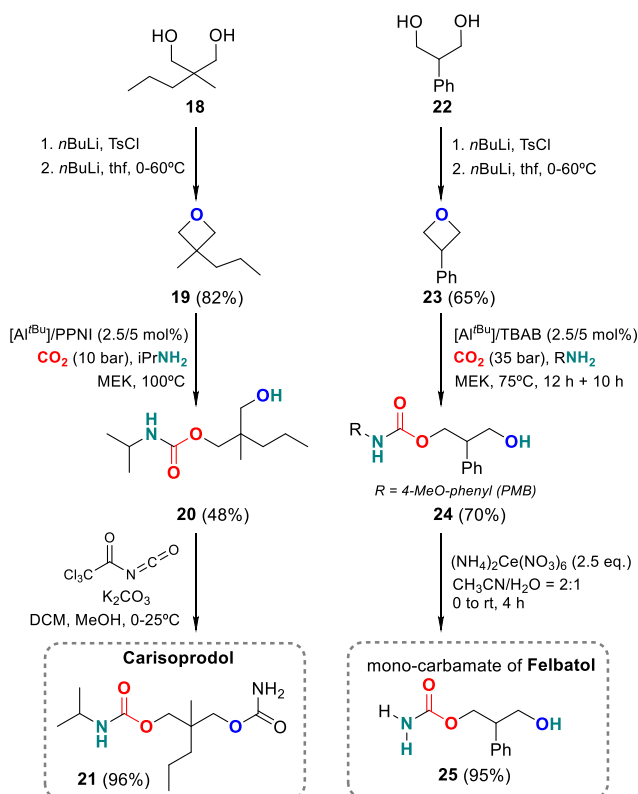 HO OH
18
1. nBuLi, TsCl
2. nBuLi, thf, 0-60ºC
O
19 (82%)
[AltBu]/PPNI (2.5/5 mol%)
CO2 (10 bar), iPrNH2
MEK, 100ºC
OH
H
N
O
O
20 (48%)
O
O
Cl3C
N
K2CO3
DCM, MeOH, 0-25ºC
Carisoprodol
O
N
H
O
O
NH2
O
21 (96%)
HO OH
Ph
22
1. nBuLi, TsCl
2. nBuLi, thf, 0-60ºC
O
Ph
23 (65%)
[AltBu]/TBAB (2.5/5 mol%)
CO2 (35 bar), RNH2
MEK, 75ºC, 12 h + 10 h
O
R
N
H
O
OH
Ph
R = 4-MeO-phenyl (PMB)
24 (70%)
(NH4)2Ce(NO3)6 (2.5 eq.)
CH3CN/H2O = 2:1
0 to rt, 4 h
mono-carbamate of Felbatol
O
H
N
H
O
OH
Ph
25 (95%)